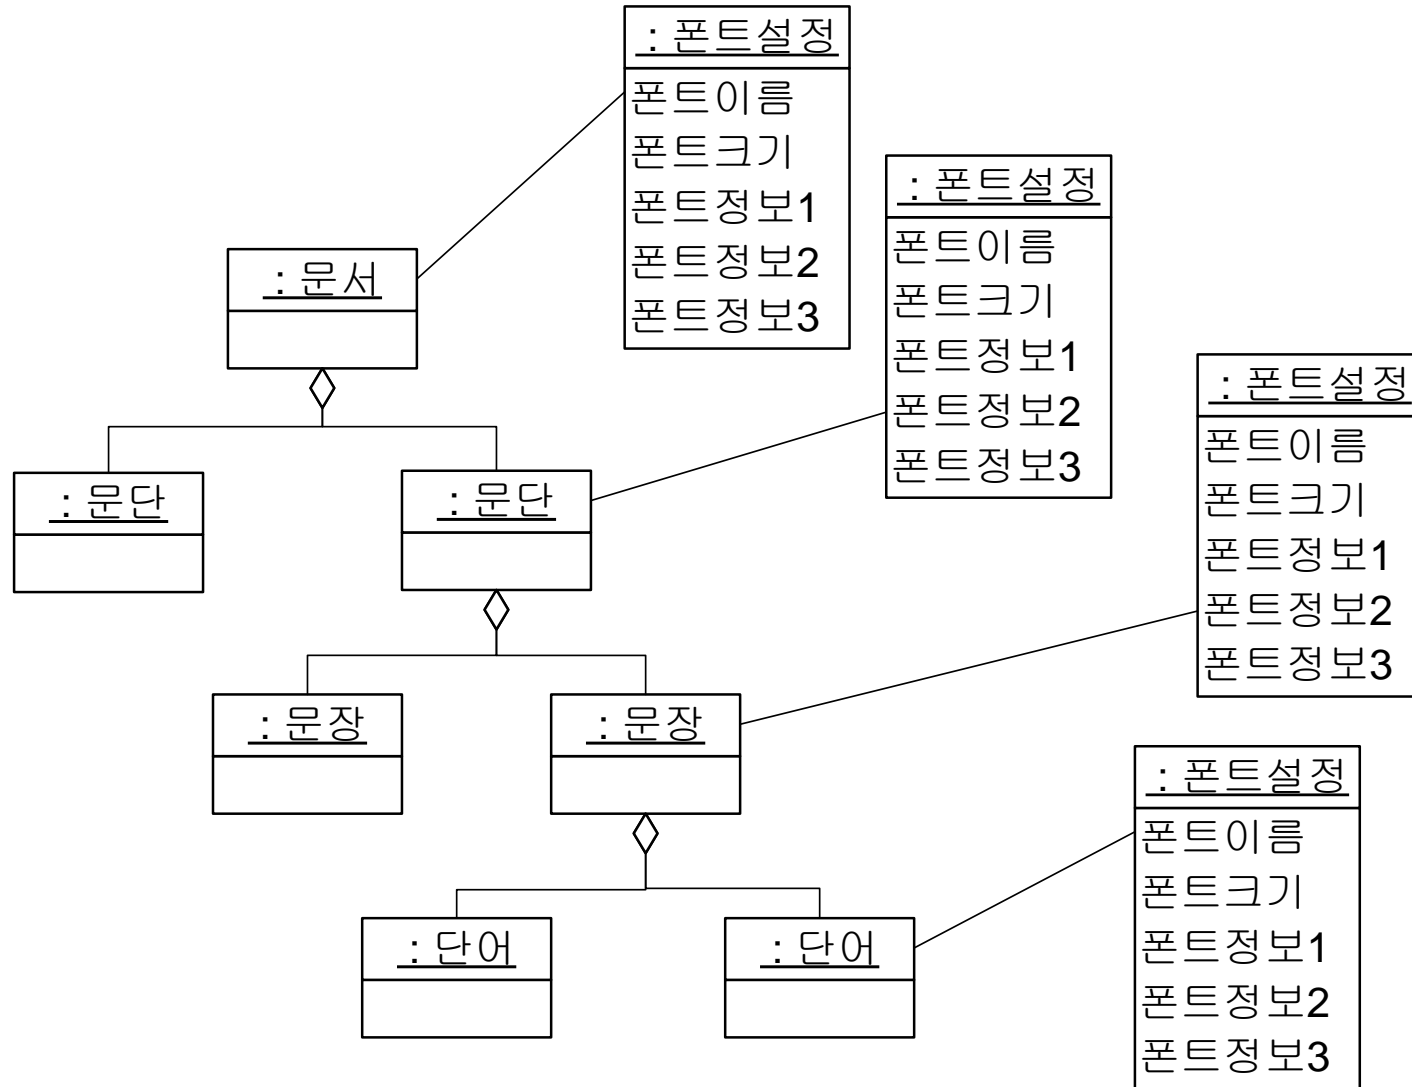 : 폰트설정
폰트이름
폰트크기
폰트정보1
폰트정보2
폰트정보3
: 폰트설정
폰트이름
폰트크기
폰트정보1
폰트정보2
폰트정보3
: 문서
: 폰트설정
폰트이름
폰트크기
폰트정보1
폰트정보2
폰트정보3
: 문단
: 문단
: 문장
: 문장
: 폰트설정
폰트이름
폰트크기
폰트정보1
폰트정보2
폰트정보3
: 단어
: 단어